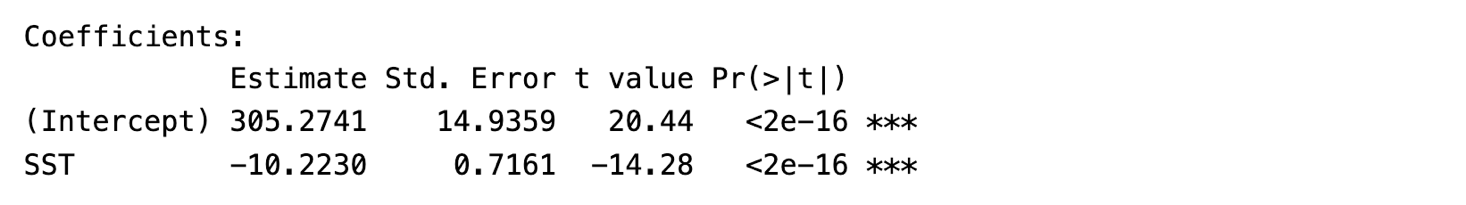 Coefficients:
            Estimate Std. Error t value Pr(>|t|)
(Intercept) 305.2741    14.9359   20.44   <2e-16 ***
SST         -10.2230     0.7161  -14.28   <2e-16 ***